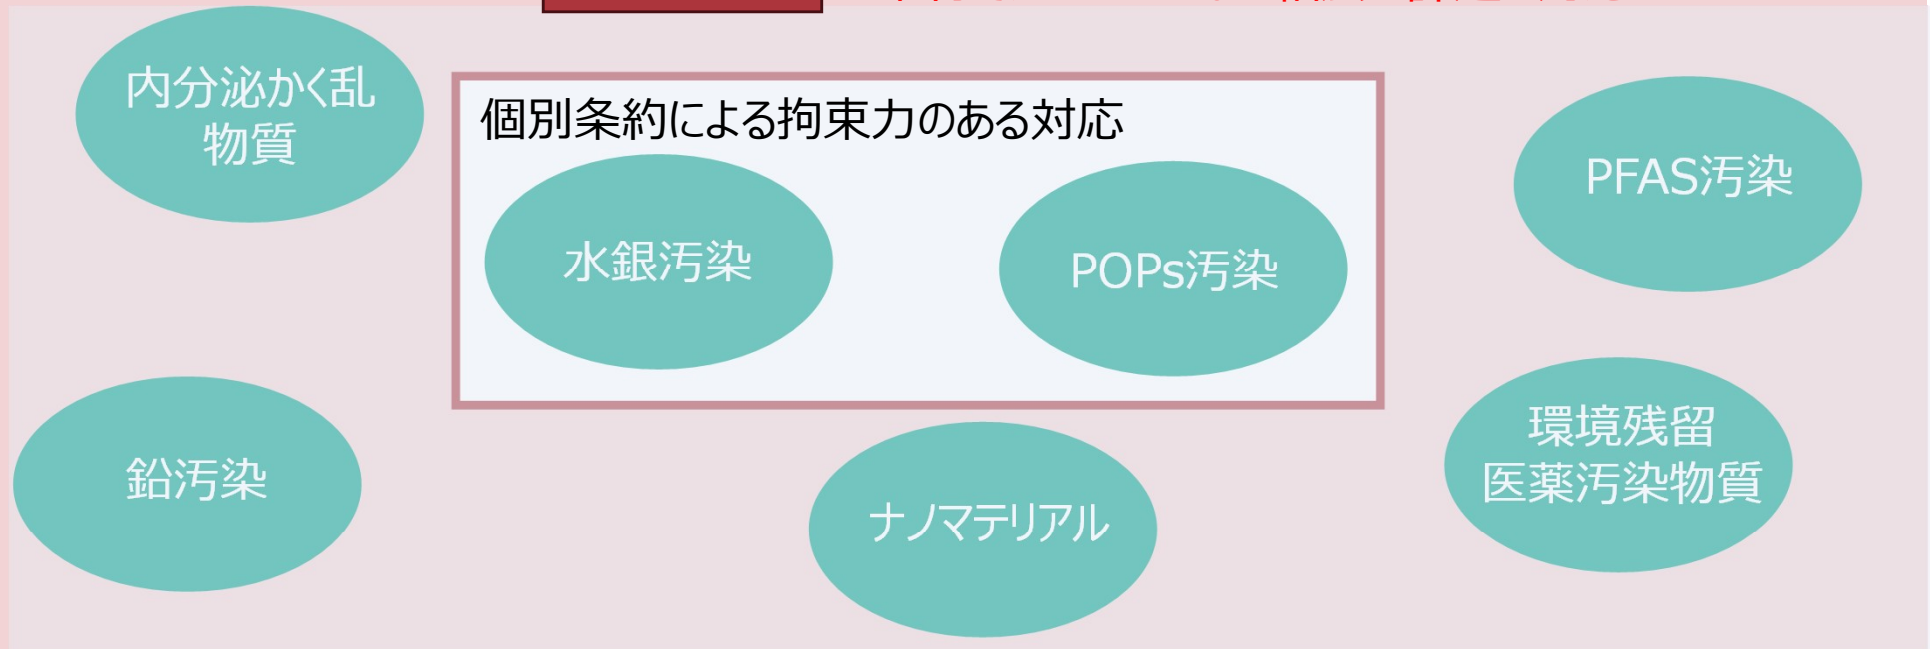 内分泌かく乱
物質
個別条約による拘束力のある対応
水銀汚染
POPs汚染
PFAS汚染
鉛汚染
ナノマテリアル
環境残留
医薬汚染物質